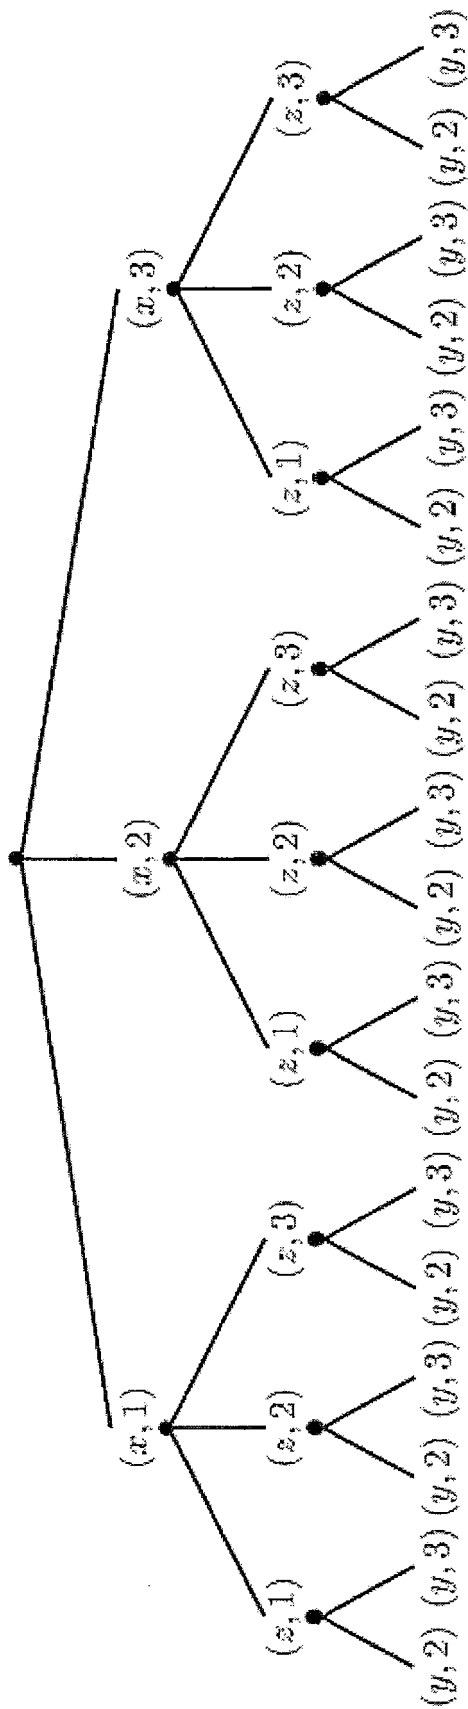 (x, 1) (x, 2) (x, 3)
(z, 1) (z, 2) (z, 3) (z, 1) (z, 2) (z, 3) (z, 1) (z, 2) (z, 3)
(y, 2) (y, 3) (y, 2) (y, 3) (y, 2) (y, 3) (y, 2) (y, 3) (y, 2) (y, 3) (y, 2) (y, 3) (y, 2) (y, 3) (y, 2) (y, 3) (y, 2) (y, 3)